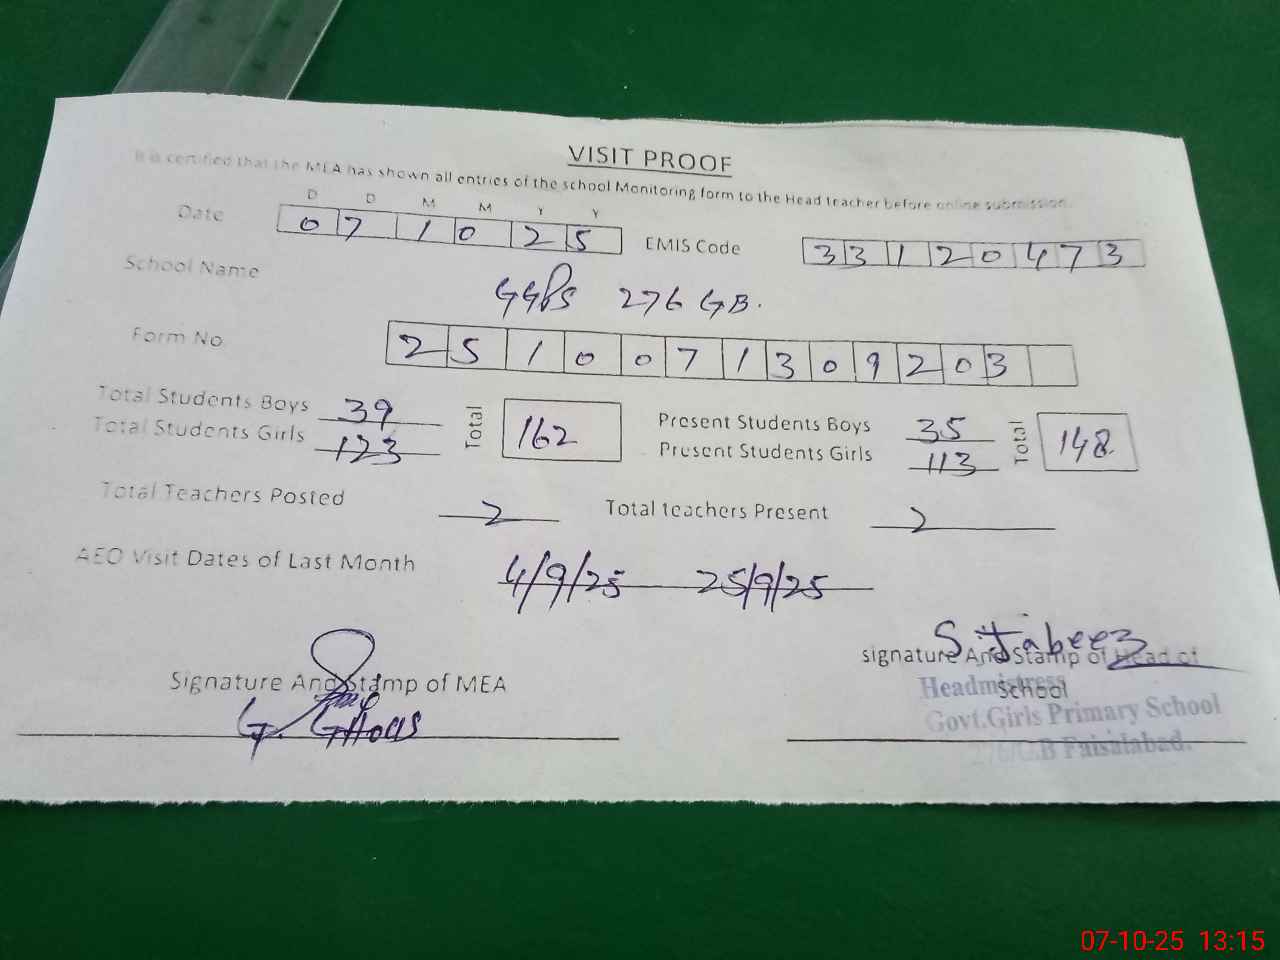 VISIT PROOF
It is certified that the MEA has shown all entries of the school Monitoring form to the Head teacher before online submission.
D D M M Y Y
Date 0 7 1 0 2 5 EMIS Code 3 3 1 2 0 4 7 3
School Name GGPS 276 GB.
Form No. 2 5 1 0 0 7 1 3 0 9 2 0 3
Total Students Boys 39 Total 162 Present Students Boys 35 Total 148
Total Students Girls 123 Present Students Girls 113
Total Teachers Posted 2 Total teachers Present 2
AEO Visit Dates of Last Month 4/9/25 25/9/25
Signature And Stamp of MEA signature And Stamp of Head of
School
G. GHOUS
Headmistress
Govt.Girls Primary School
276/G.B Faisalabad.
07-10-25 13:15